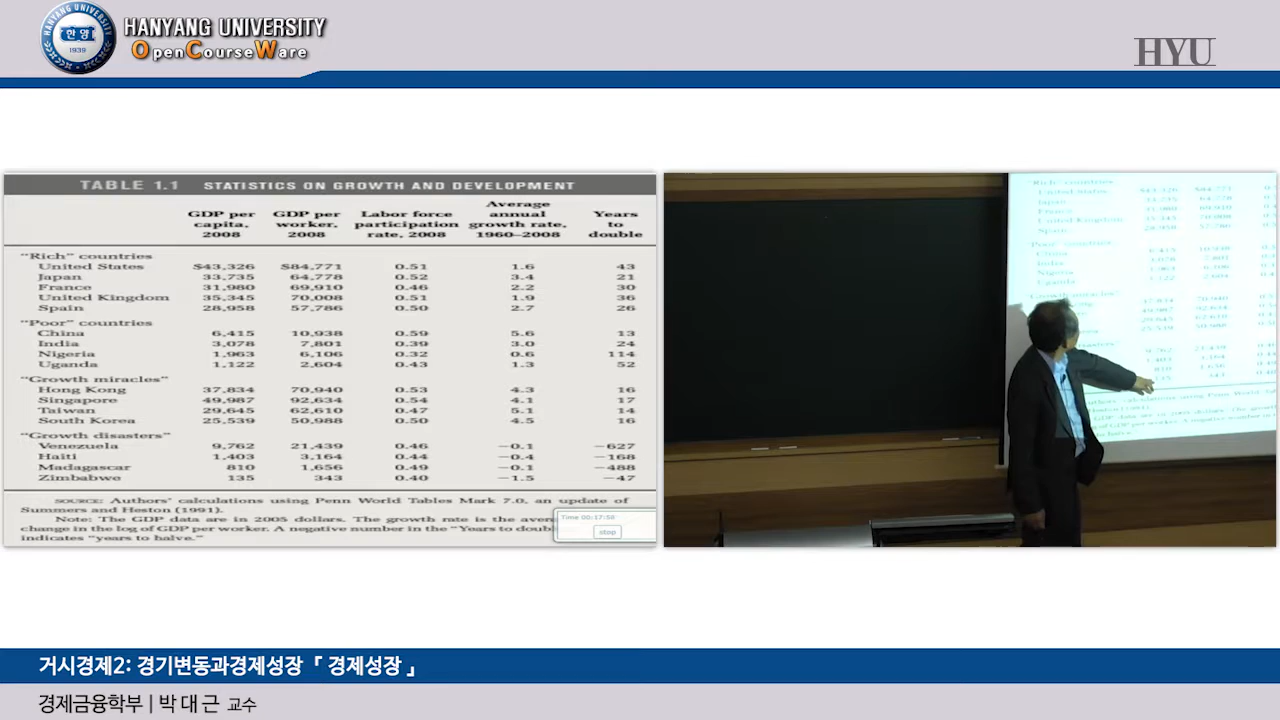 HANYANG UNIVERSITY
OpenCourseWare
한양
1939
HYU
TABLE 1.1 STATISTICS ON GROWTH AND DEVELOPMENT
GDP per capita, 2008 GDP per worker, 2008 Labor force participation rate, 2008 Average annual growth rate, 1960–2008 Years to double
"Rich" countries
United States $43,326 $84,771 0.51 1.6 43
Japan 33,735 64,778 0.52 3.4 21
France 31,980 69,910 0.46 2.2 30
United Kingdom 35,345 70,008 0.51 1.9 36
Spain 28,958 57,786 0.50 2.7 26
"Poor" countries
China 6,415 10,938 0.59 5.6 13
India 3,078 7,801 0.39 3.0 24
Nigeria 1,963 6,106 0.32 0.6 114
Uganda 1,122 2,604 0.43 1.3 52
"Growth miracles"
Hong Kong 37,834 70,940 0.53 4.3 16
Singapore 49,987 92,634 0.54 4.1 17
Taiwan 29,645 62,610 0.47 5.1 14
South Korea 25,539 50,988 0.50 4.5 16
"Growth disasters"
Venezuela 9,762 21,439 0.46 −0.1 −627
Haiti 1,403 3,164 0.44 −0.4 −168
Madagascar 810 1,656 0.49 −0.1 −488
Zimbabwe 135 343 0.40 −1.5 −47
SOURCE: Authors' calculations using Penn World Tables Mark 7.0, an update of
Summers and Heston (1991).
Note: The GDP data are in 2005 dollars. The growth rate is the
change in the log of GDP per worker. A negative number in the "Years to
indicates "years to halve."
Time 00:17:58
stop
거시경제2: 경기변동과경제성장 「 경제성장 」
경제금융학부 | 박 대 근 교수